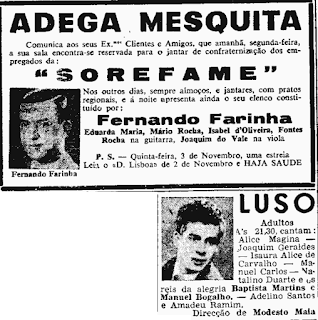 ADEGA MESQUITA
Comunica aos seus Ex.mos Clientes e Amigos, que amanhã, segunda-feira,
a sua sala encontra-se reservada para o jantar de confraternização dos
empregados da:
"SOREFAME"
Nos outros dias, sempre almoços, e jantares, com pratos
regionais, e á noite apresenta ainda o seu elenco constituido por:
Fernando Farinha
Eduarda Maria, Mário Rocha, Isabel d'Oliveira, Fontes
Rocha na guitarra, Joaquim do Vale na viola
P. S. — Quinta-feira, 3 de Novembro, uma estreia
Leia o «D. Lisboa» de 2 de Novembro e HAJA SAUDE
Fernando Farinha
LUSO
Adultos
A's 21,30, cantam:
Alice Magina —
Joaquim Geraldes
— Isaura Alice de
Carvalho — Ma-
nuel Carlos — Na-
talino Duarte e os
reis da alegria Baptista Martins e
Manuel Bogalho, — Adelino Santos
e Amadeu Ramim.
Direcção de Modesto Maia